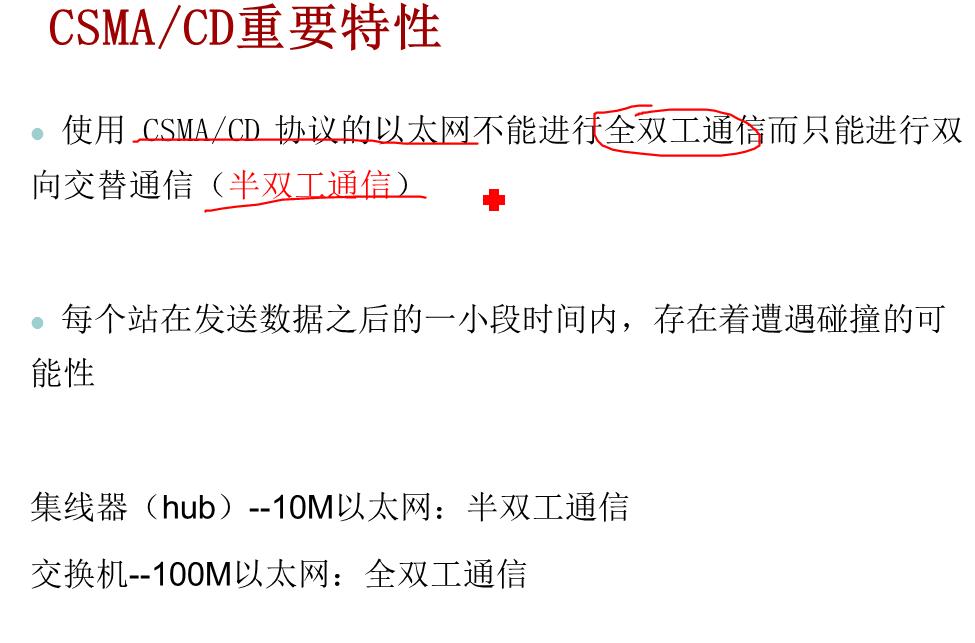 CSMA/CD重要特性
使用 CSMA/CD 协议的以太网不能进行全双工通信而只能进行双
向交替通信（半双工通信）
每个站在发送数据之后的一小段时间内，存在着遭遇碰撞的可
能性
集线器（hub）--10M以太网：半双工通信
交换机--100M以太网：全双工通信